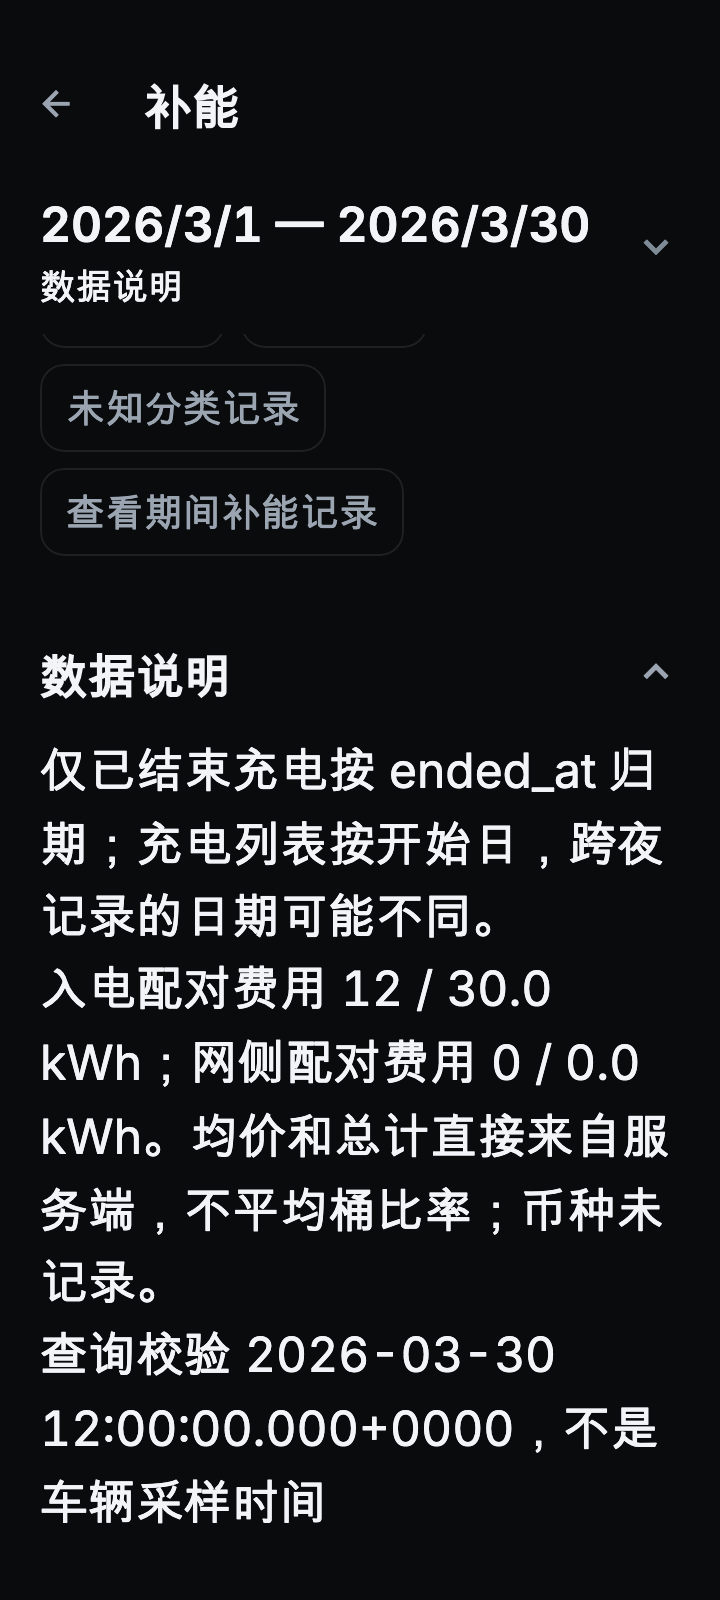 补能
2026/3/1 — 2026/3/30
数据说明
未知分类记录
查看期间补能记录
数据说明
仅已结束充电按 ended_at 归
期；充电列表按开始日，跨夜
记录的日期可能不同。
入电配对费用 12 / 30.0
kWh；网侧配对费用 0 / 0.0
kWh。均价和总计直接来自服
务端，不平均桶比率；币种未
记录。
查询校验 2026-03-30
12:00:00.000+0000，不是
车辆采样时间